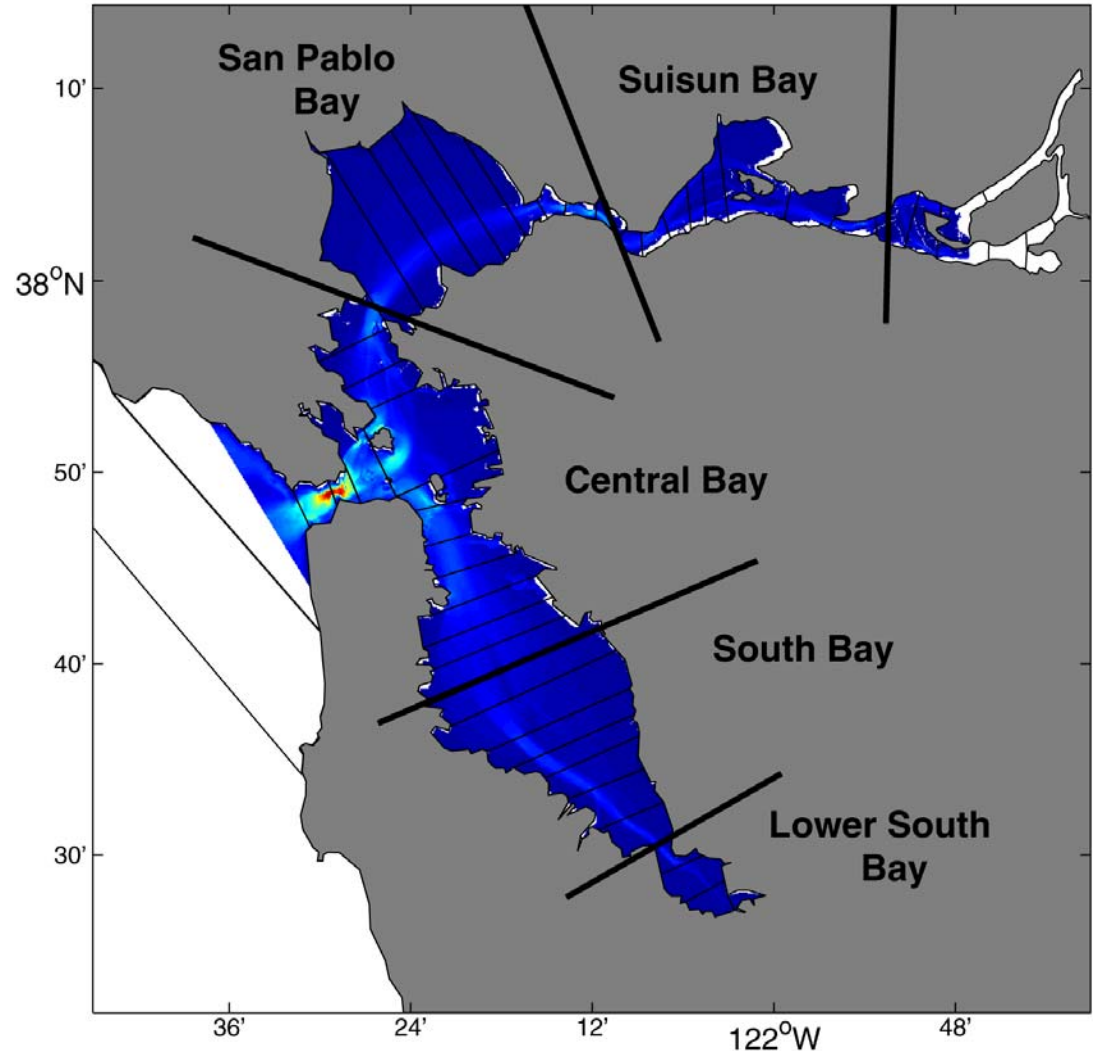 San Pablo
Bay
Suisun Bay
Central Bay
South Bay
Lower South
Bay
10'
38°N
50'
40'
30'
36'
24'
12'
122°W
48'